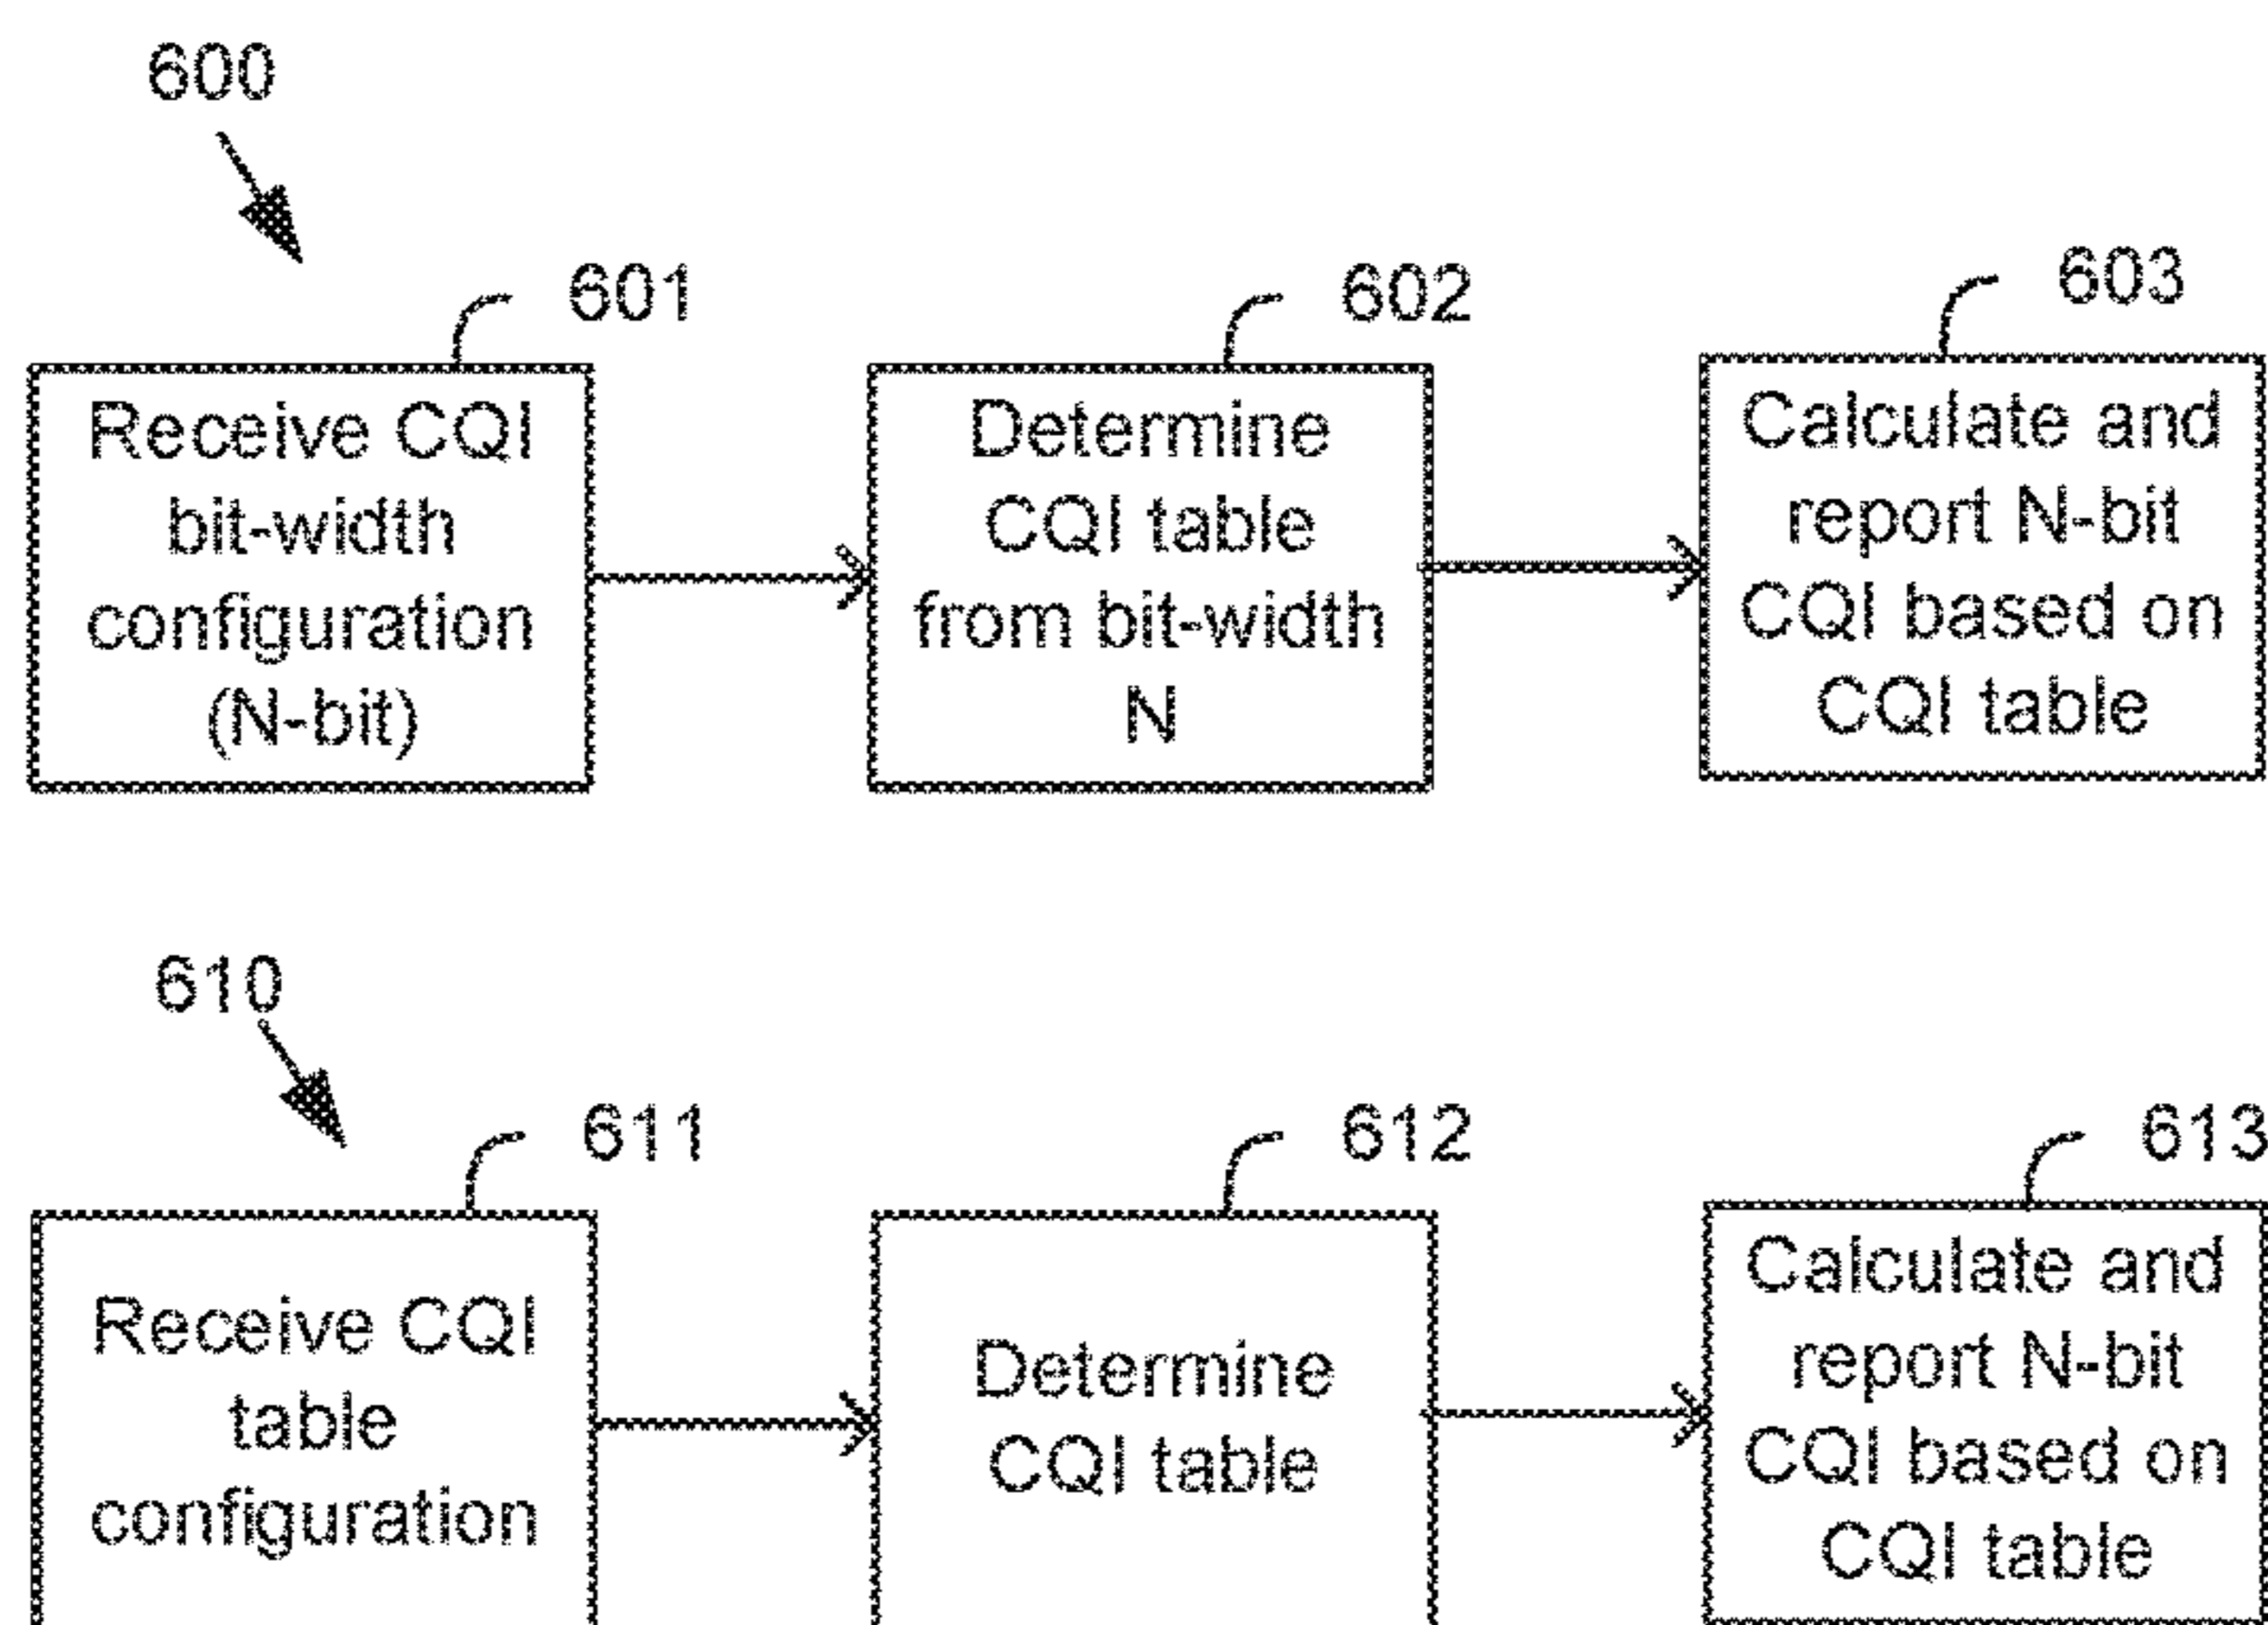 600
601
602
603
Receive CQI
bit-width
configuration
(N-bit)
Determine
CQI table
from bit-width
N
Calculate and
report N-bit
CQI based on
CQI table
610
611
612
613
Receive CQI
table
configuration
Determine
CQI table
Calculate and
report N-bit
CQI based on
CQI table